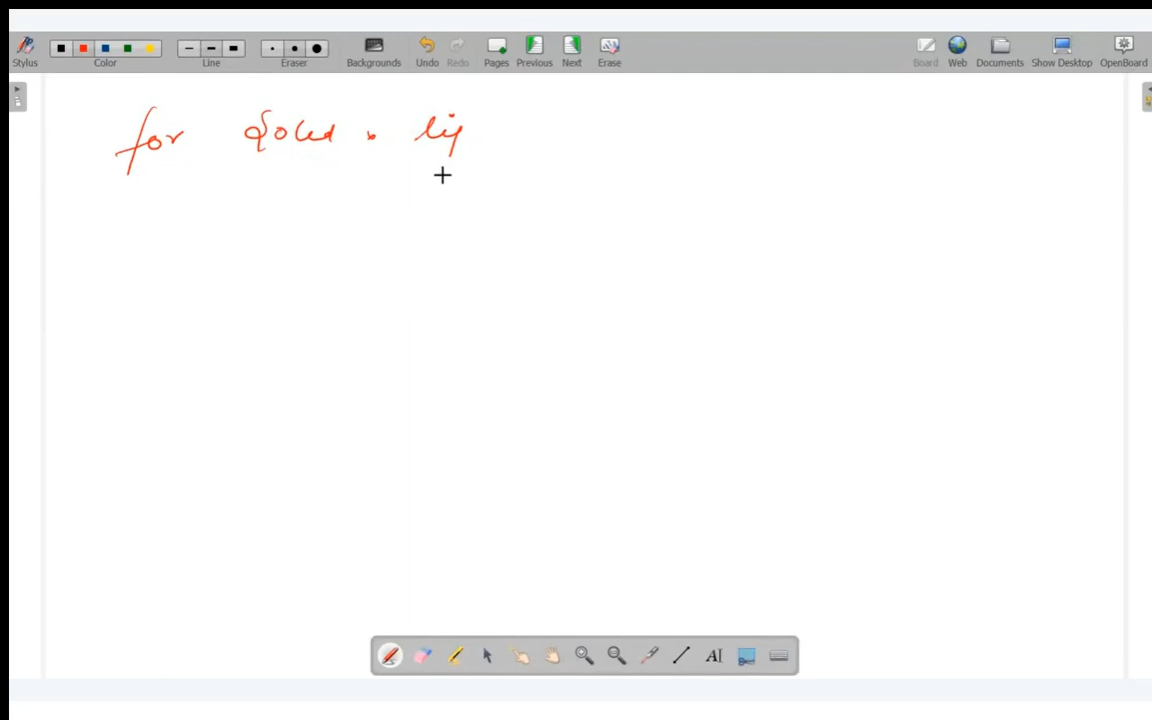 Stylus Color Line Eraser Backgrounds Undo Redo Pages Previous Next Erase Board Web Documents Show Desktop OpenBoard
for Solid liq
AI